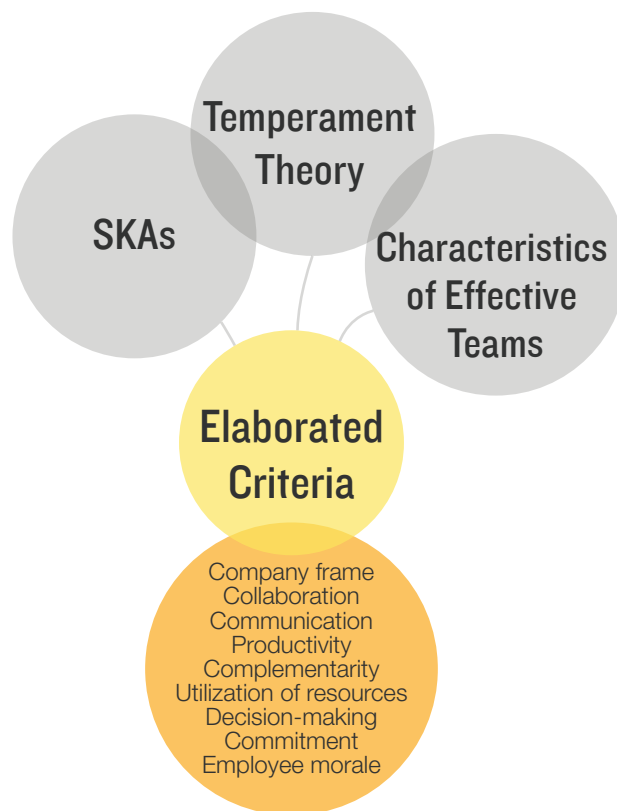 Temperament
Theory
SKAs
Characteristics
of Effective
Teams
Elaborated
Criteria
Company frame
Collaboration
Communication
Productivity
Complementarity
Utilization of resources
Decision-making
Commitment
Employee morale